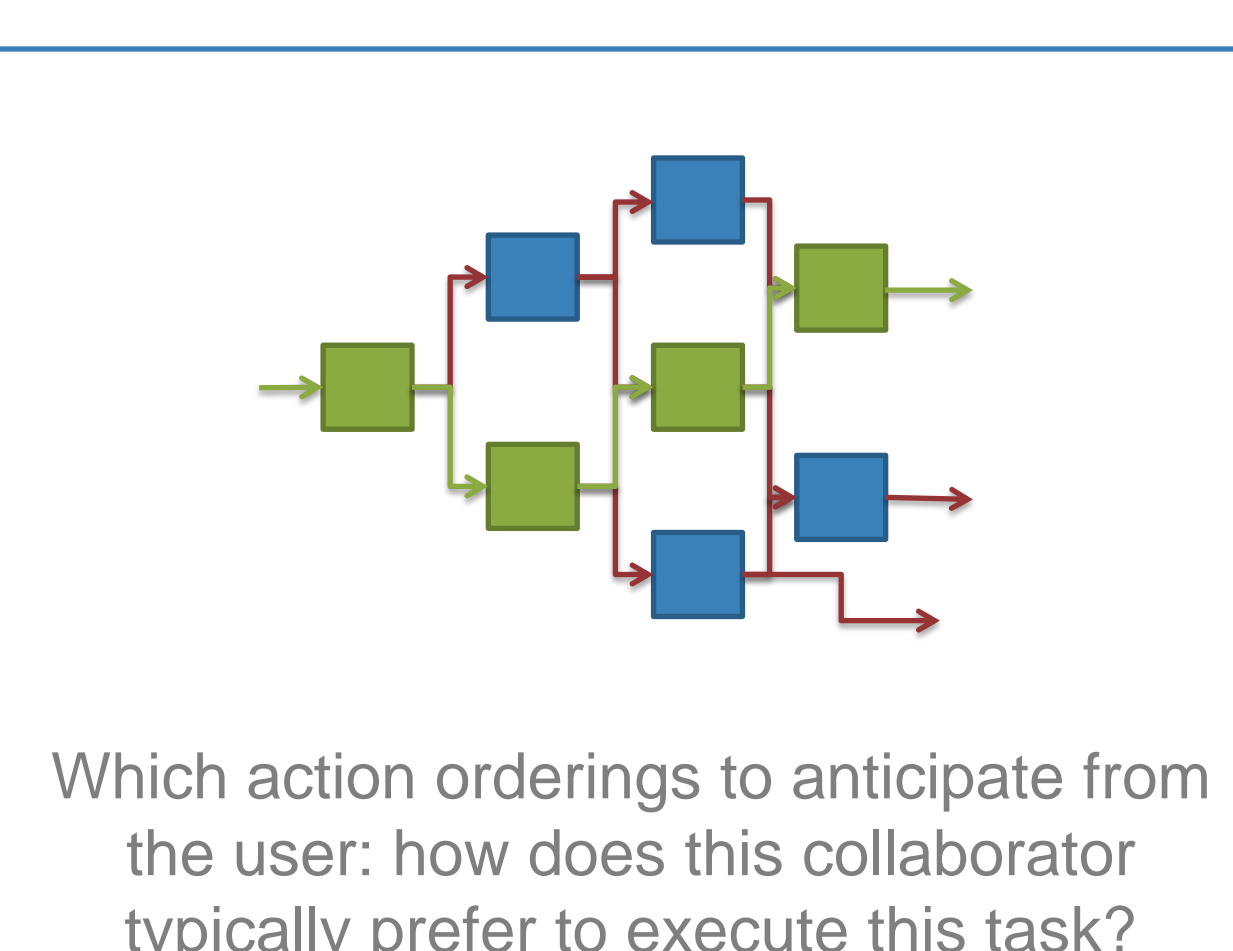 Which action orderings to anticipate from
the user: how does this collaborator
typically prefer to execute this task?